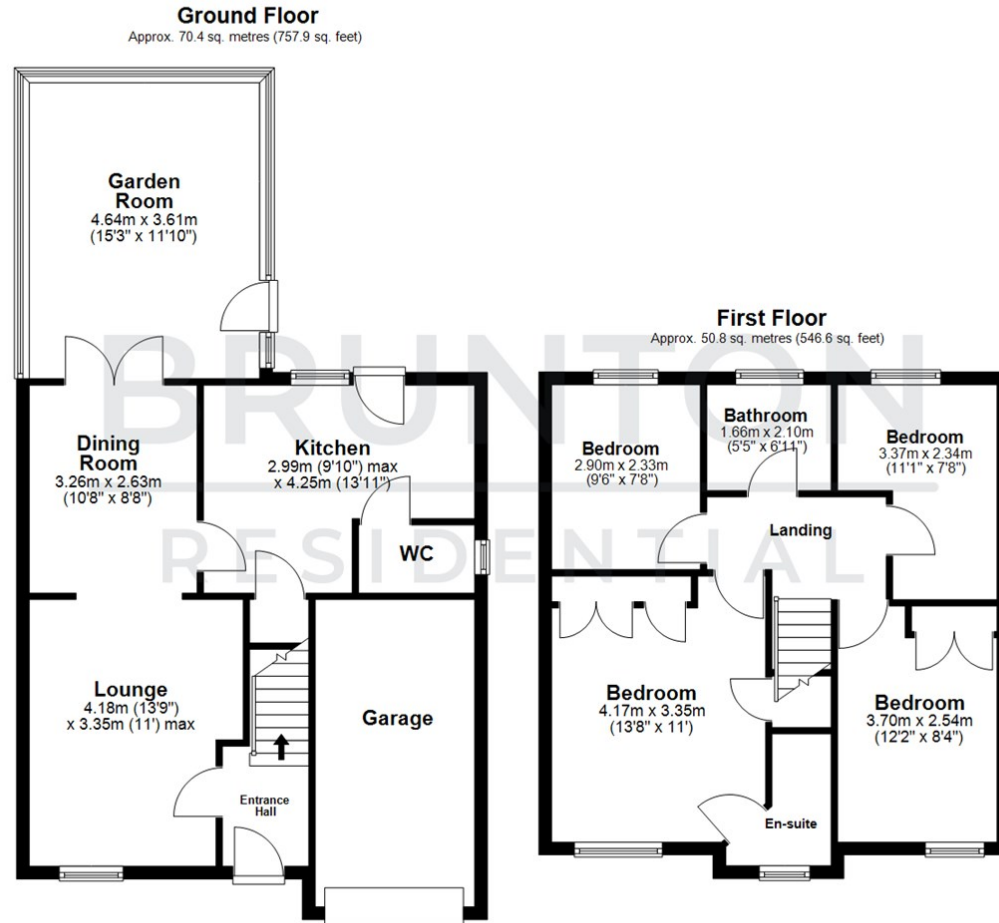 Ground Floor
Approx. 70.4 sq. metres (757.9 sq. feet)
Garden
Room
4.64m x 3.61m
(15'3" x 11'10")
Dining
Room
3.26m x 2.63m
(10'8" x 8'8")
Kitchen
2.99m (9'10") max
x 4.25m (13'11")
WC
Lounge
4.18m (13'9")
x 3.35m (11') max
Garage
Entrance
Hall
First Floor
Approx. 50.8 sq. metres (546.6 sq. feet)
Bedroom
2.90m x 2.33m
(9'6" x 7'8")
Bathroom
1.66m x 2.10m
(5'5" x 6'11")
Bedroom
3.37m x 2.34m
(11'1" x 7'8")
Landing
Bedroom
4.17m x 3.35m
(13'8" x 11')
Bedroom
3.70m x 2.54m
(12'2" x 8'4")
En-suite
BRUNTON
RESIDENTIAL